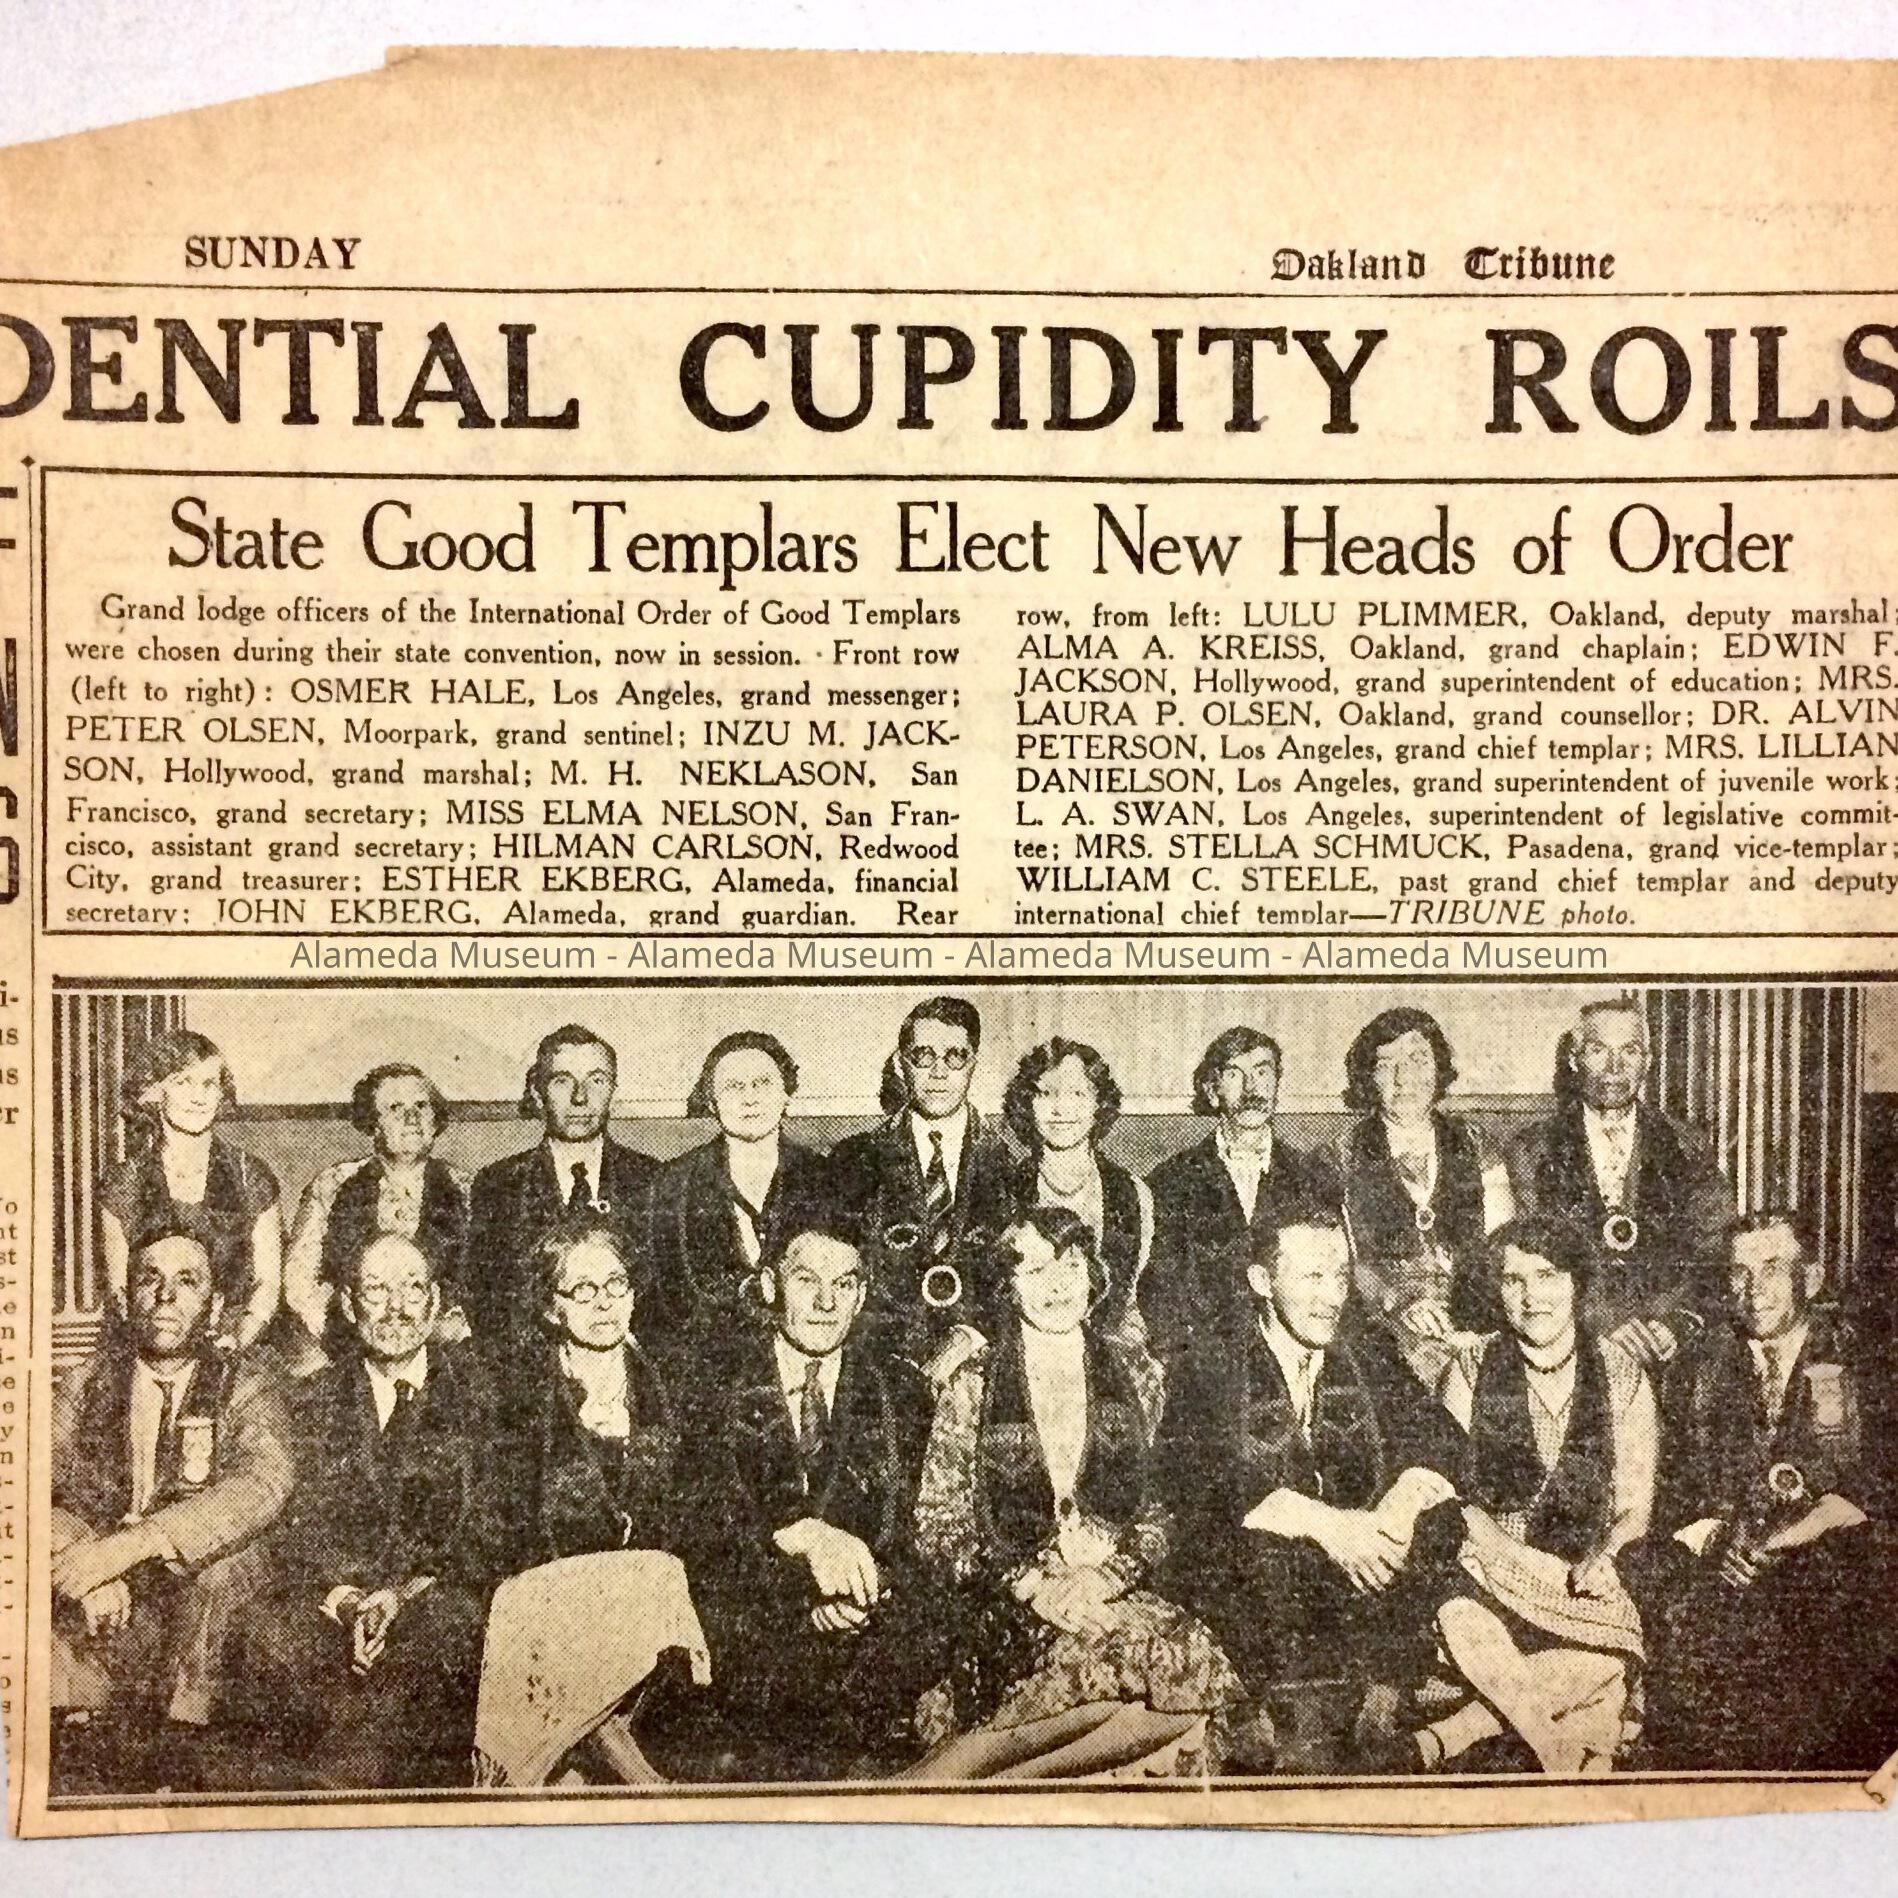 SUNDAY
Oakland Tribune
DENTIAL CUPIDITY ROILS
State Good Templars Elect New Heads of Order
Grand lodge officers of the International Order of Good Templars
were chosen during their state convention, now in session. Front row
(left to right): OSMER HALE, Los Angeles, grand messenger;
PETER OLSEN, Moorpark, grand sentinel; INZU M. JACK-
SON, Hollywood, grand marshal; M. H. NEKLASON, San
Francisco, grand secretary; MISS ELMA NELSON, San Fran-
cisco, assistant grand secretary; HILMAN CARLSON, Redwood
City, grand treasurer; ESTHER EKBERG, Alameda, financial
secretary; JOHN EKBERG, Alameda, grand guardian. Rear
row, from left: LULU PLIMMER, Oakland, deputy marshal;
ALMA A. KREISS, Oakland, grand chaplain; EDWIN F.
JACKSON, Hollywood, grand superintendent of education; MRS.
LAURA P. OLSEN, Oakland, grand counsellor; DR. ALVIN
PETERSON, Los Angeles, grand chief templar; MRS. LILLIAN
DANIELSON, Los Angeles, grand superintendent of juvenile work;
L. A. SWAN, Los Angeles, superintendent of legislative commit-
tee; MRS. STELLA SCHMUCK, Pasadena, grand vice-templar;
WILLIAM C. STEELE, past grand chief templar and deputy
international chief templar—TRIBUNE photo.
Alameda Museum - Alameda Museum - Alameda Museum - Alameda Museum